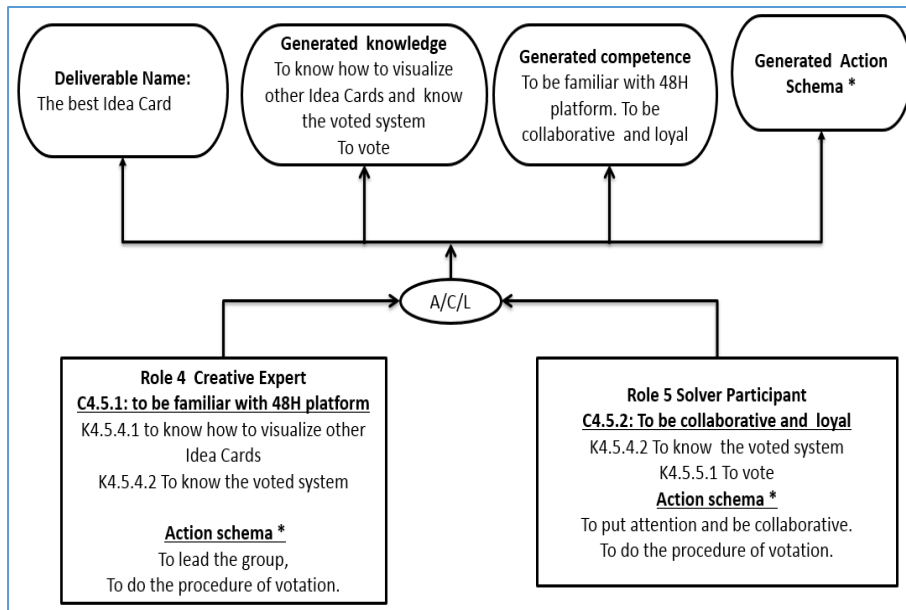 Deliverable Name:
The best Idea Card
Generated knowledge
To know how to visualize
other Idea Cards and know
the voted system
To vote
Generated competence
To be familiar with 48H
platform. To be
collaborative and loyal
Generated Action
Schema *
A/C/L
Role 4 Creative Expert
C4.5.1: to be familiar with 48H platform
K4.5.4.1 to know how to visualize other
Idea Cards
K4.5.4.2 To know the voted system
Action schema *
To lead the group,
To do the procedure of votation.
Role 5 Solver Participant
C4.5.2: To be collaborative and loyal
K4.5.4.2 To know the voted system
K4.5.5.1 To vote
Action schema *
To put attention and be collaborative.
To do the procedure of votation.